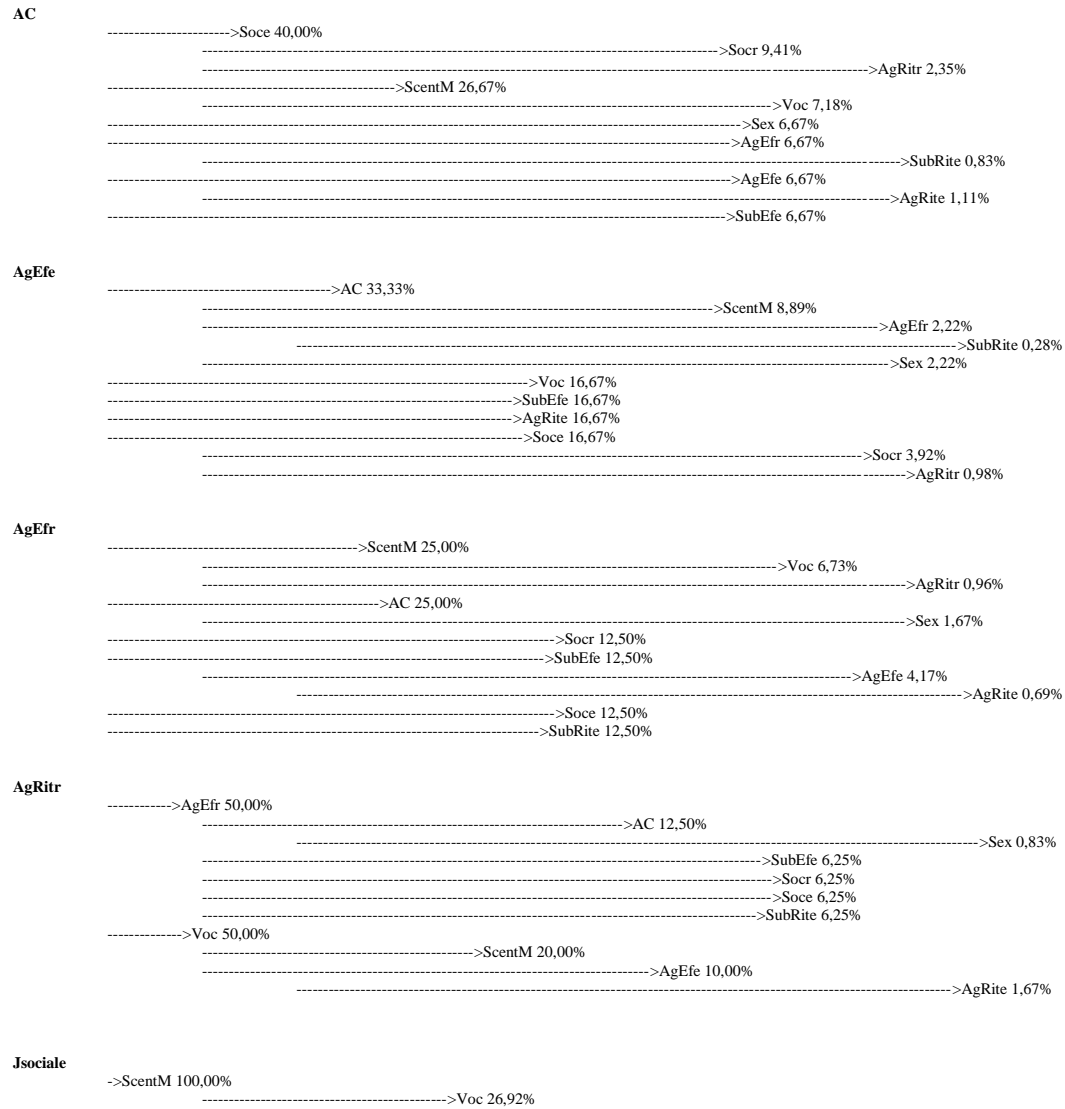 AC
->Soce 40,00%
->Socr 9,41%
->AgRitr 2,35%
->ScentM 26,67%
->Voc 7,18%
->Sex 6,67%
->AgEfr 6,67%
->SubRite 0,83%
->AgEfe 6,67%
->AgRite 1,11%
->SubEfe 6,67%
AgEfe
->AC 33,33%
->ScentM 8,89%
->AgEfr 2,22%
->SubRite 0,28%
->Sex 2,22%
->Voc 16,67%
->SubEfe 16,67%
->AgRite 16,67%
->Soce 16,67%
->Socr 3,92%
->AgRitr 0,98%
AgEfr
->ScentM 25,00%
->Voc 6,73%
->AgRitr 0,96%
->AC 25,00%
->Sex 1,67%
->Socr 12,50%
->SubEfe 12,50%
->AgEfe 4,17%
->AgRite 0,69%
->Soce 12,50%
->SubRite 12,50%
AgRitr
->AgEfr 50,00%
->AC 12,50%
->Sex 0,83%
->SubEfe 6,25%
->Socr 6,25%
->Soce 6,25%
->SubRite 6,25%
->Voc 50,00%
->ScentM 20,00%
->AgEfe 10,00%
->AgRite 1,67%
Jsociale
->ScentM 100,00%
->Voc 26,92%